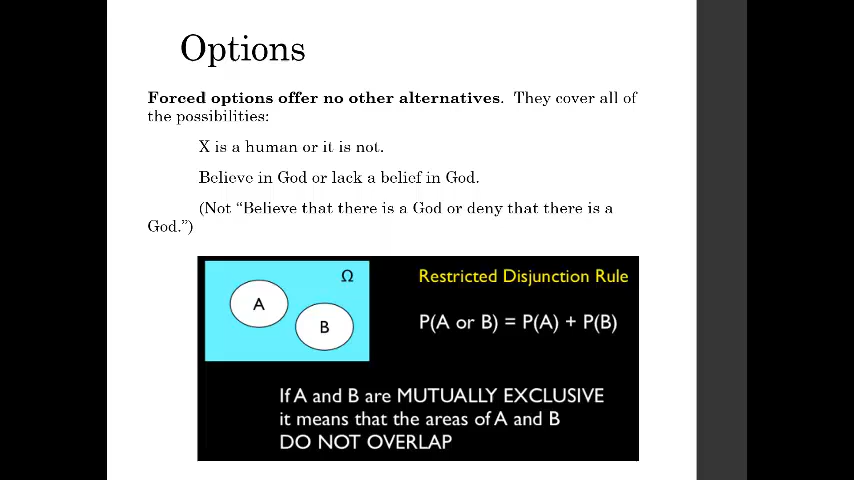 Options
Forced options offer no other alternatives. They cover all of
the possibilities:
X is a human or it is not.
Believe in God or lack a belief in God.
(Not “Believe that there is a God or deny that there is a
God.”)
Ω
A
B
Restricted Disjunction Rule
P(A or B) = P(A) + P(B)
If A and B are MUTUALLY EXCLUSIVE
it means that the areas of A and B
DO NOT OVERLAP